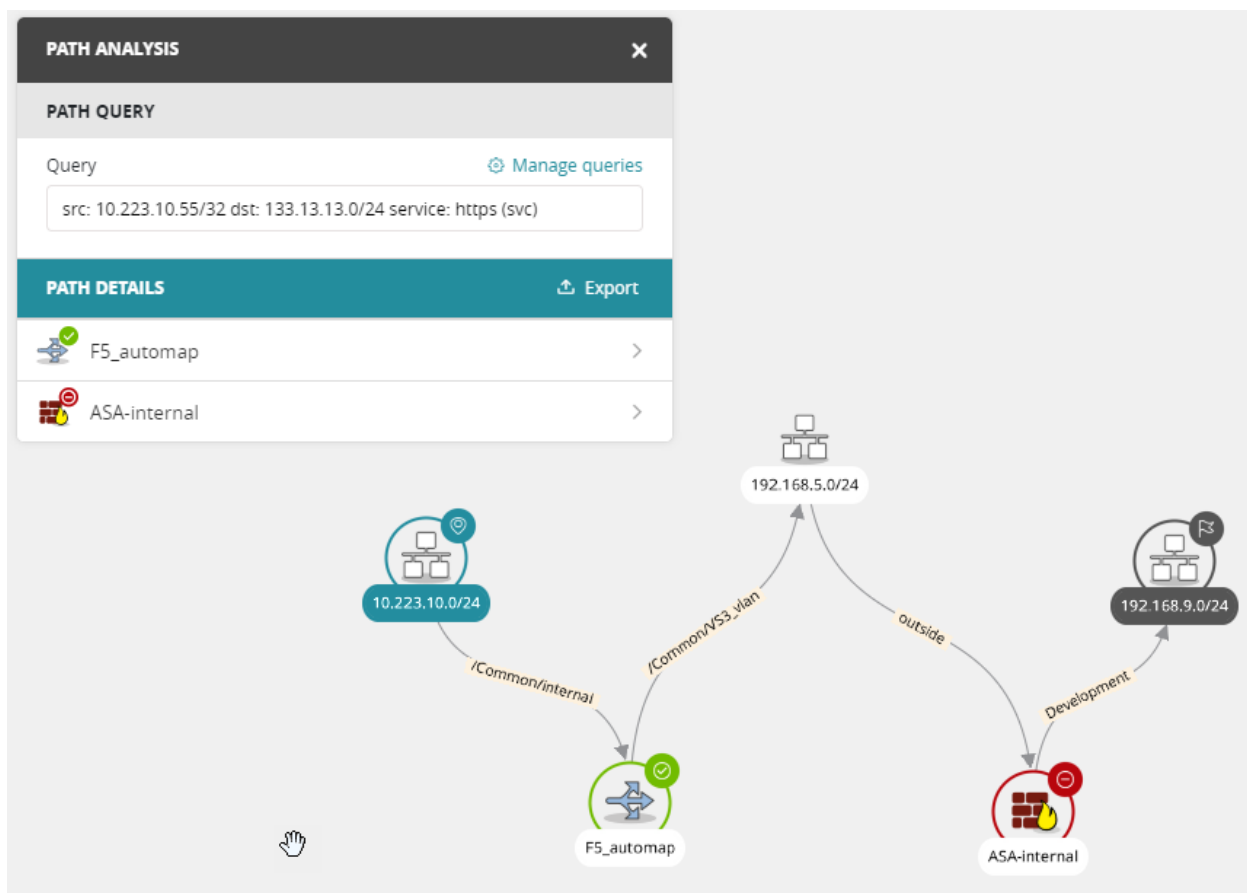 PATH ANALYSIS
PATH QUERY
Query
Manage queries
src: 10.223.10.55/32 dst: 133.13.13.0/24 service: https (svc)
PATH DETAILS
Export
F5_automap
ASA-internal
192.168.5.0/24
10.223.10.0/24
192.168.9.0/24
/Common/internal
/Common/VS3_vlan
outside
Development
F5_automap
ASA-internal